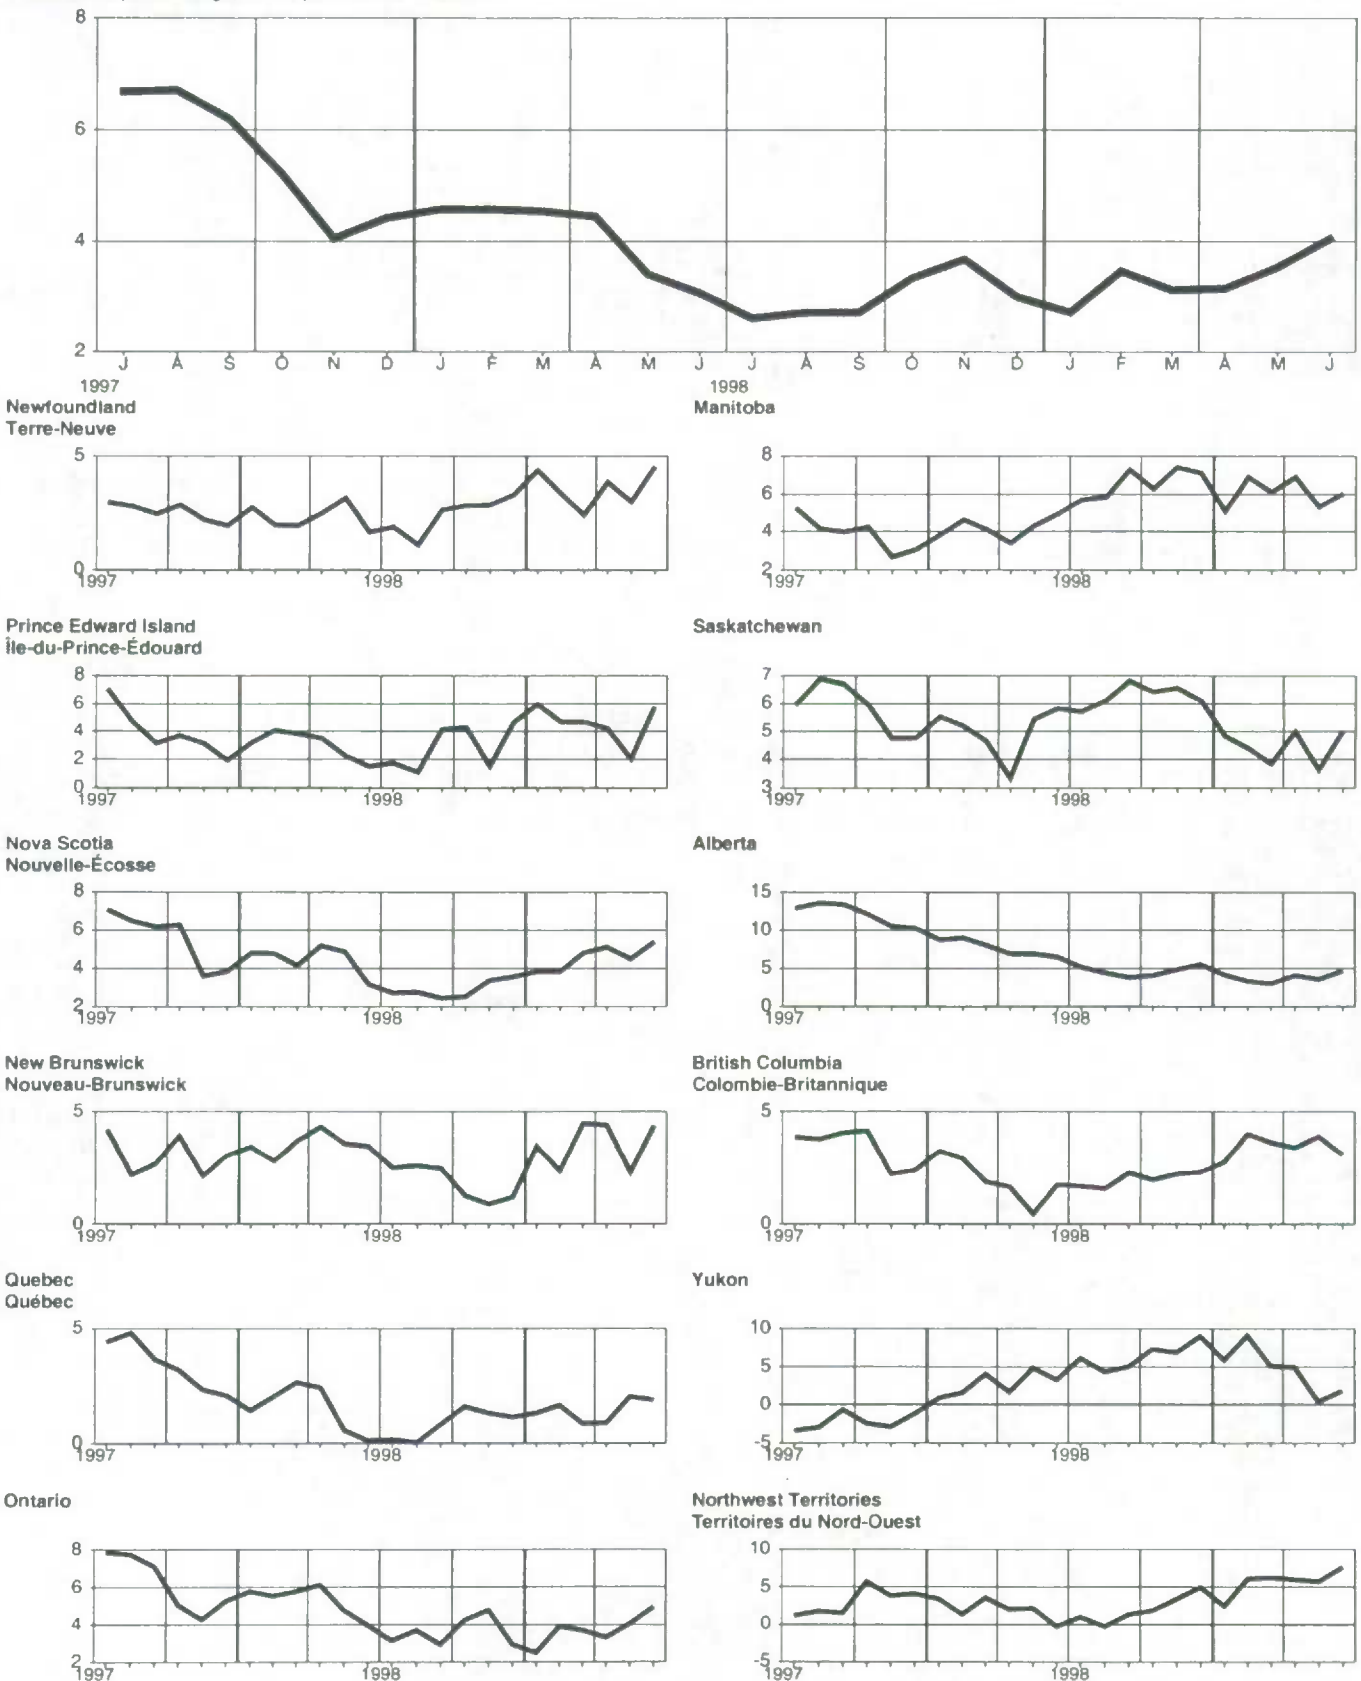 8
6
4
2
J A S O N D J F M A M J J A S O N D J F M A M J
1997 1998
Newfoundland
Terre-Neuve
5
0
1997 1998
Manitoba
8
6
4
2
1997 1998
Prince Edward Island
Île-du-Prince-Édouard
8
6
4
2
0
1997 1998
Saskatchewan
7
6
5
4
3
1997 1998
Nova Scotia
Nouvelle-Écosse
8
6
4
2
1997 1998
Alberta
15
10
5
0
1997 1998
New Brunswick
Nouveau-Brunswick
5
0
1997 1998
British Columbia
Colombie-Britannique
5
0
1997 1998
Quebec
Québec
5
0
1997 1998
Yukon
10
5
0
-5
1997 1998
Ontario
8
6
4
2
1997 1998
Northwest Territories
Territoires du Nord-Ouest
10
5
0
-5
1997 1998